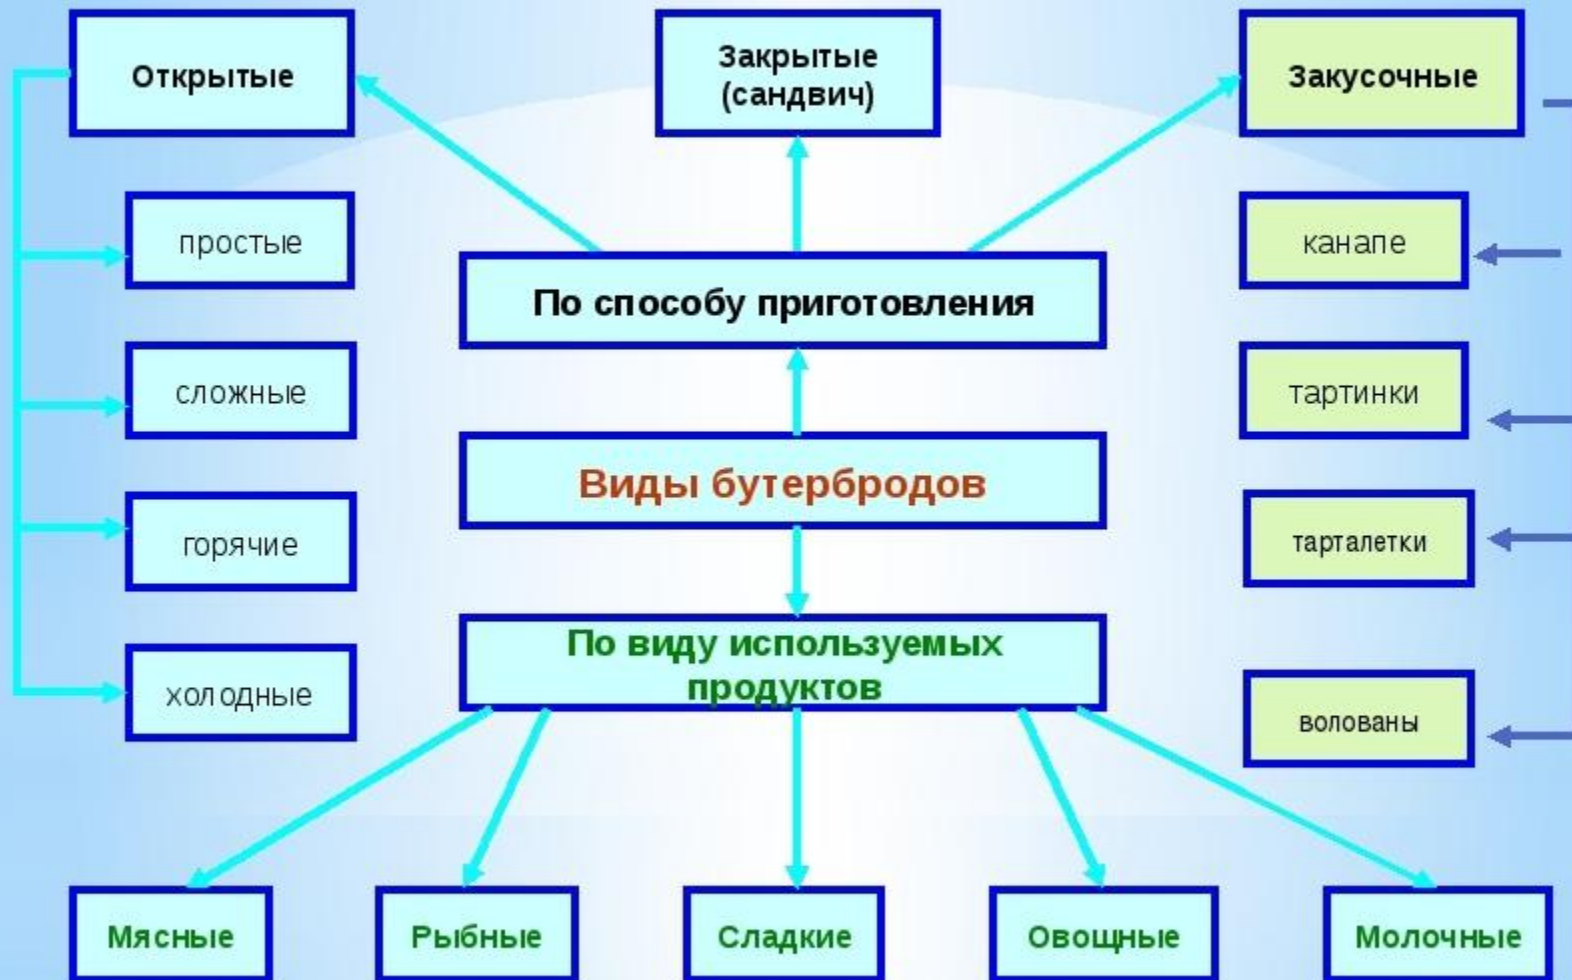 Открытые
Закрытые
(сандвич)
Закусочные
простые
канапе
По способу приготовления
сложные
тартинки
Виды бутербродов
горячие
тарталетки
По виду используемых
продуктов
холодные
волованы
Мясные
Рыбные
Сладкие
Овощные
Молочные